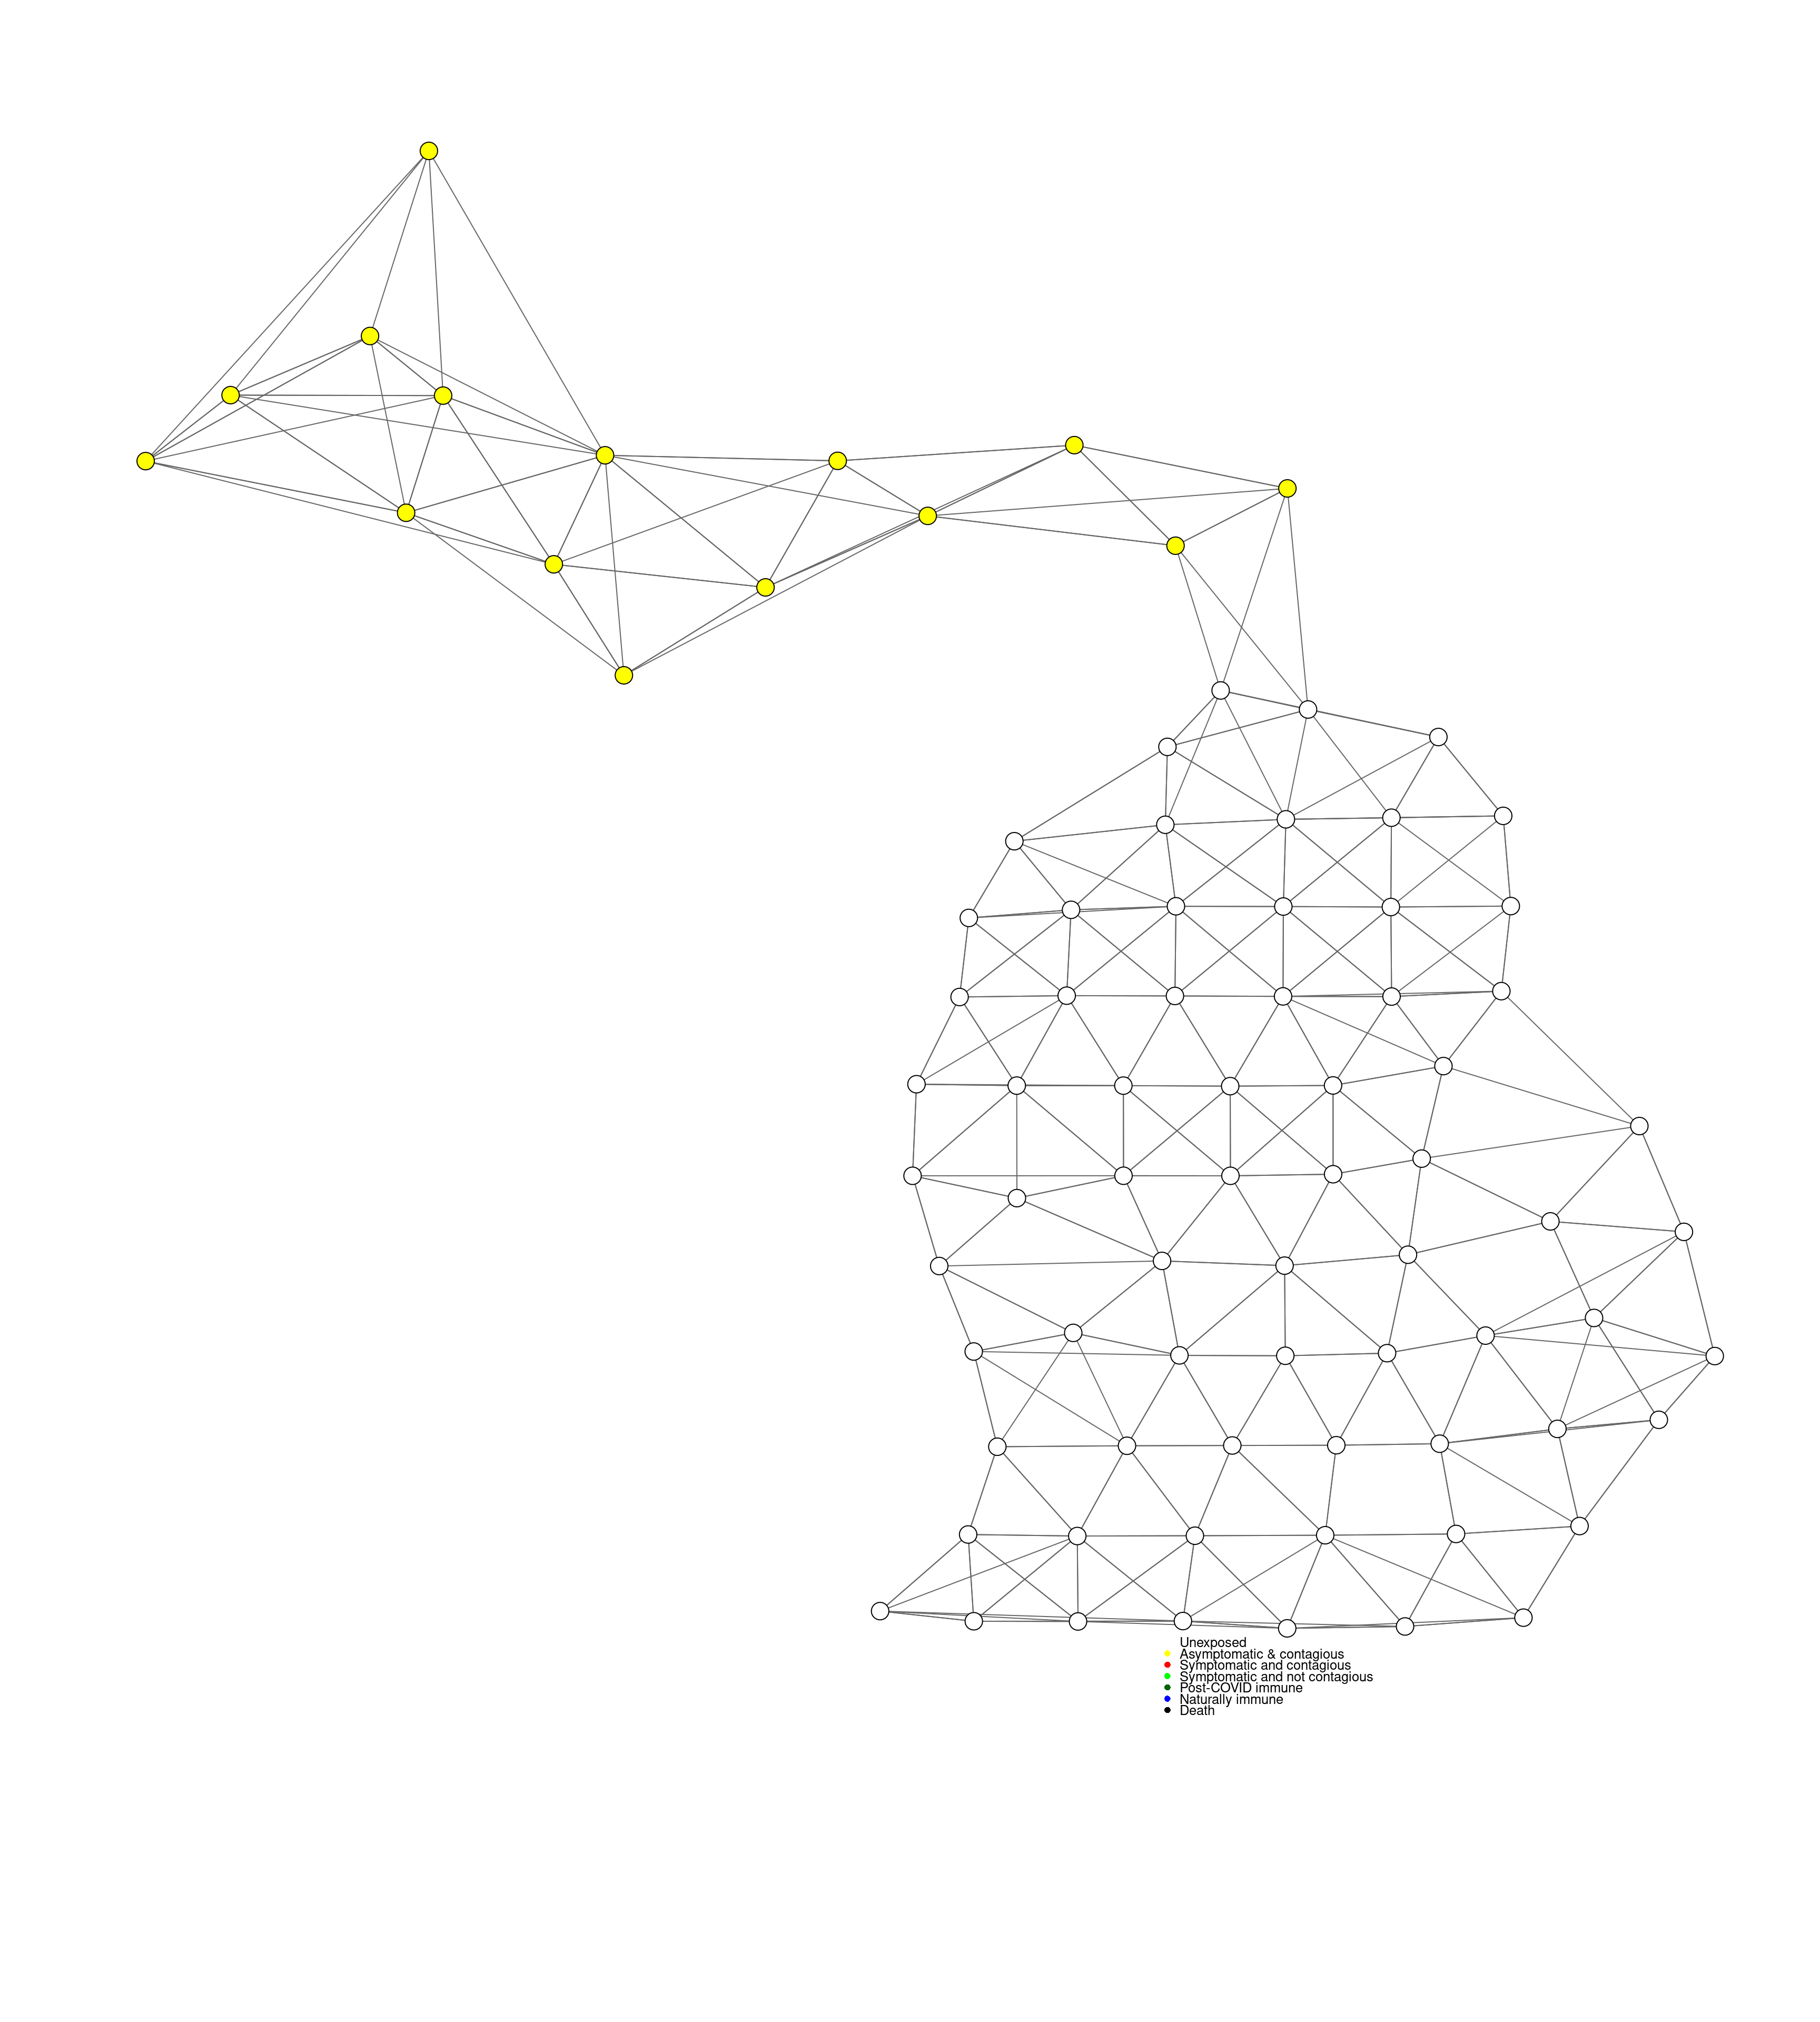 Unexposed
Asymptomatic & contagious
Symptomatic and contagious
Symptomatic and not contagious
Post-COVID immune
Naturally immune
Death